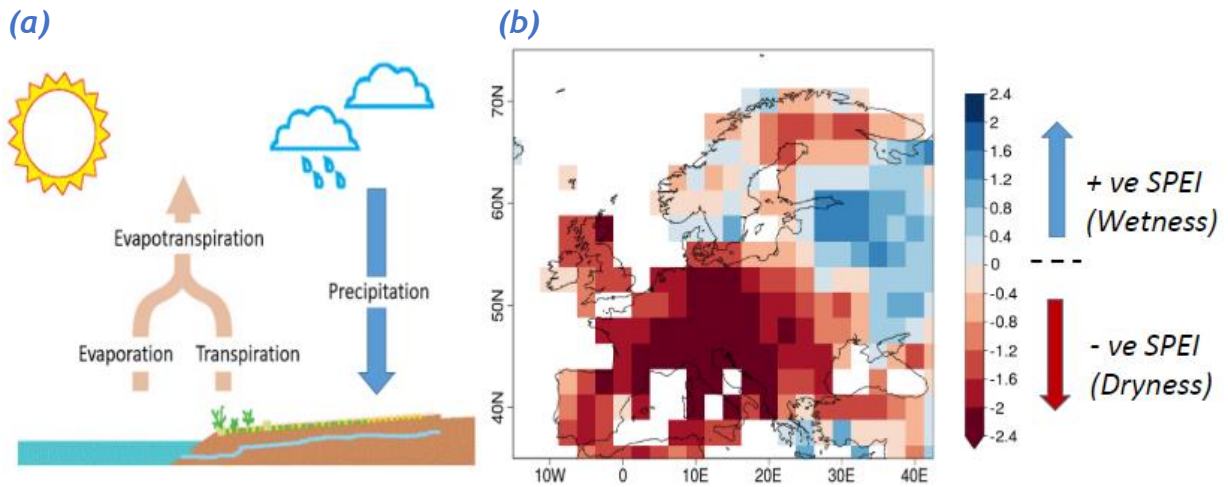 (a)
Evapotranspiration
Evaporation
Transpiration
Precipitation
(b)
70N
60N
50N
40N
10W
0
10E
20E
30E
40E
2.4
2
1.6
1.2
0.8
0.4
0
-0.4
-0.8
-1.2
-1.6
-2
-2.4
+ ve SPEI
(Wetness)
- ve SPEI
(Dryness)